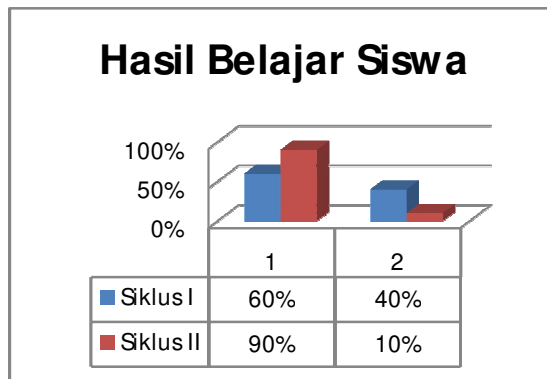 Hasil Belajar Siswa
100%
50%
0%
1 2
Siklus I 60% 40%
Siklus II 90% 10%